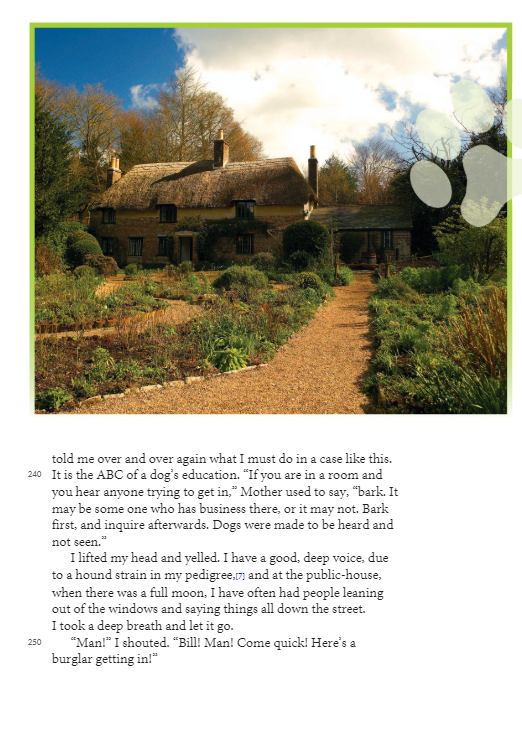 told me over and over again what I must do in a case like this.
240 It is the ABC of a dog's education. “If you are in a room and
you hear anyone trying to get in,” Mother used to say, “bark. It
may be some one who has business there, or it may not. Bark
first, and inquire afterwards. Dogs were made to be heard and
not seen.”
I lifted my head and yelled. I have a good, deep voice, due
to a hound strain in my pedigree,[7] and at the public-house,
when there was a full moon, I have often had people leaning
out of the windows and saying things all down the street.
I took a deep breath and let it go.
250 “Man!” I shouted. “Bill! Man! Come quick! Here's a
burglar getting in!”